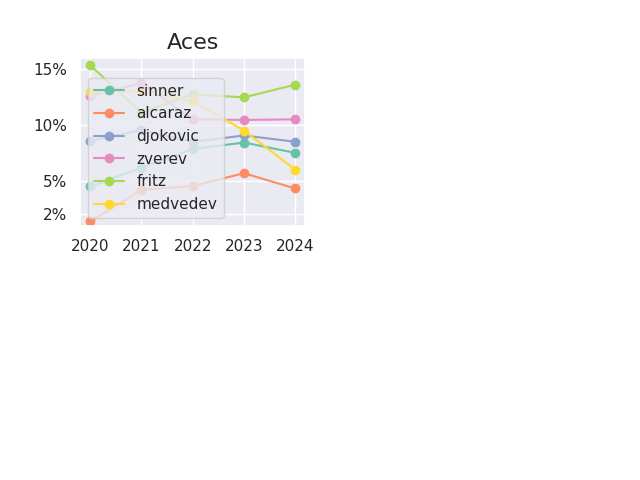 Aces
15%
10%
5%
2%
sinner
alcaraz
djokovic
zverev
fritz
medvedev
2020 2021 2022 2023 2024